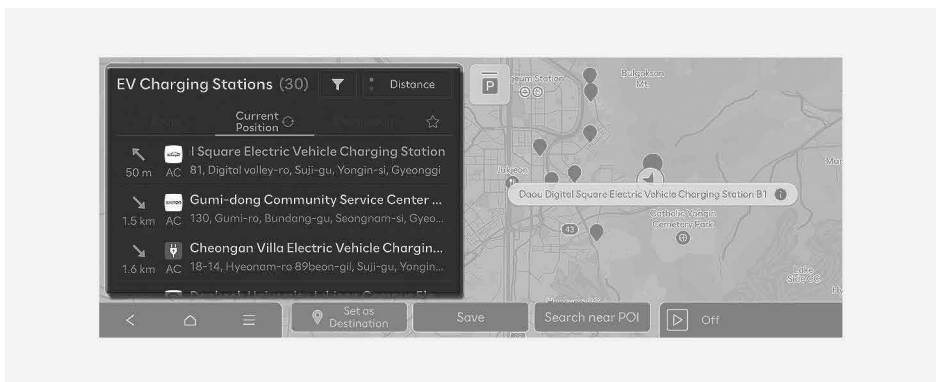 EV Charging Stations (30)
Distance
Current
Position
50 m
AC
l Square Electric Vehicle Charging Station
81, Digital valley-ro, Suji-gu, Yongin-si, Gyeonggi
1.5 km
AC
Gumi-dong Community Service Center ...
130, Gumi-ro, Bundang-gu, Seongnam-si, Gyeo...
1.6 km
AC
Cheongan Villa Electric Vehicle Chargin...
18-14, Hyeonam-ro 89beon-gil, Suji-gu, Yongin...
P
Station
Bulgoksan
Mt.
Daou Digital Square Electric Vehicle Charging Station B1
Catholic Yongin
Cemetery Park
43
Lake
Side CC
Set as
Destination
Save
Search near POI
Off